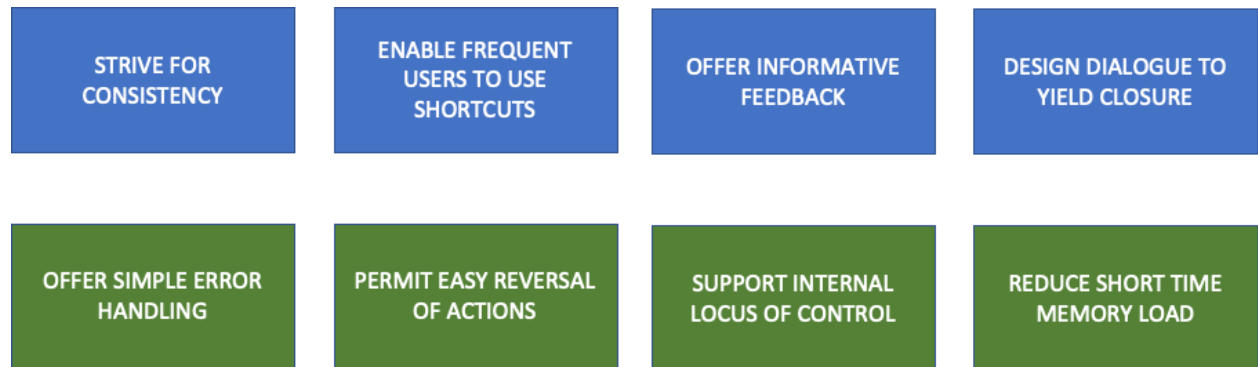 STRIVE FOR
CONSISTENCY
ENABLE FREQUENT
USERS TO USE
SHORTCUTS
OFFER INFORMATIVE
FEEDBACK
DESIGN DIALOGUE TO
YIELD CLOSURE
OFFER SIMPLE ERROR
HANDLING
PERMIT EASY REVERSAL
OF ACTIONS
SUPPORT INTERNAL
LOCUS OF CONTROL
REDUCE SHORT TIME
MEMORY LOAD